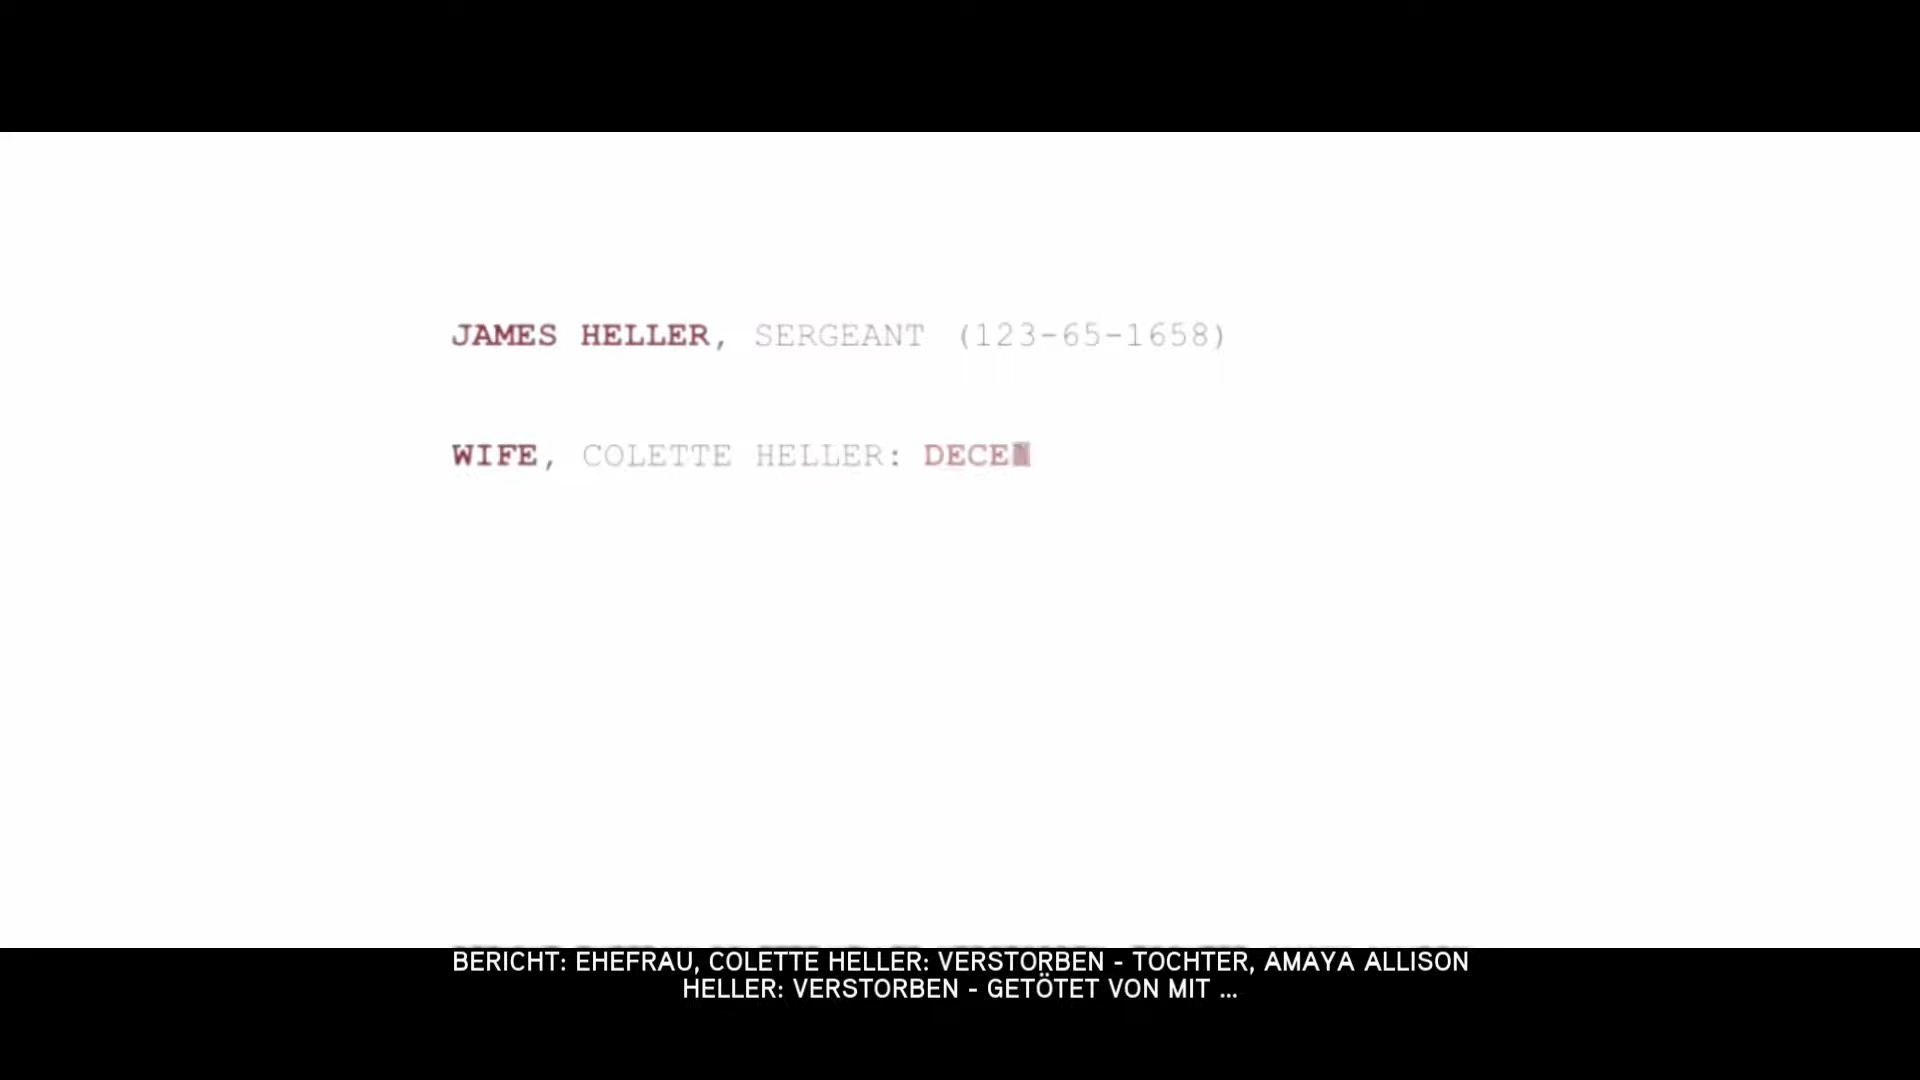 JAMES HELLER, SERGEANT (123-65-1658)
WIFE, COLETTE HELLER: DECE
BERICHT: EHEFRAU, COLETTE HELLER: VERSTORBEN - TOCHTER, AMAYA ALLISON
HELLER: VERSTORBEN - GETÖTET VON MIT ...